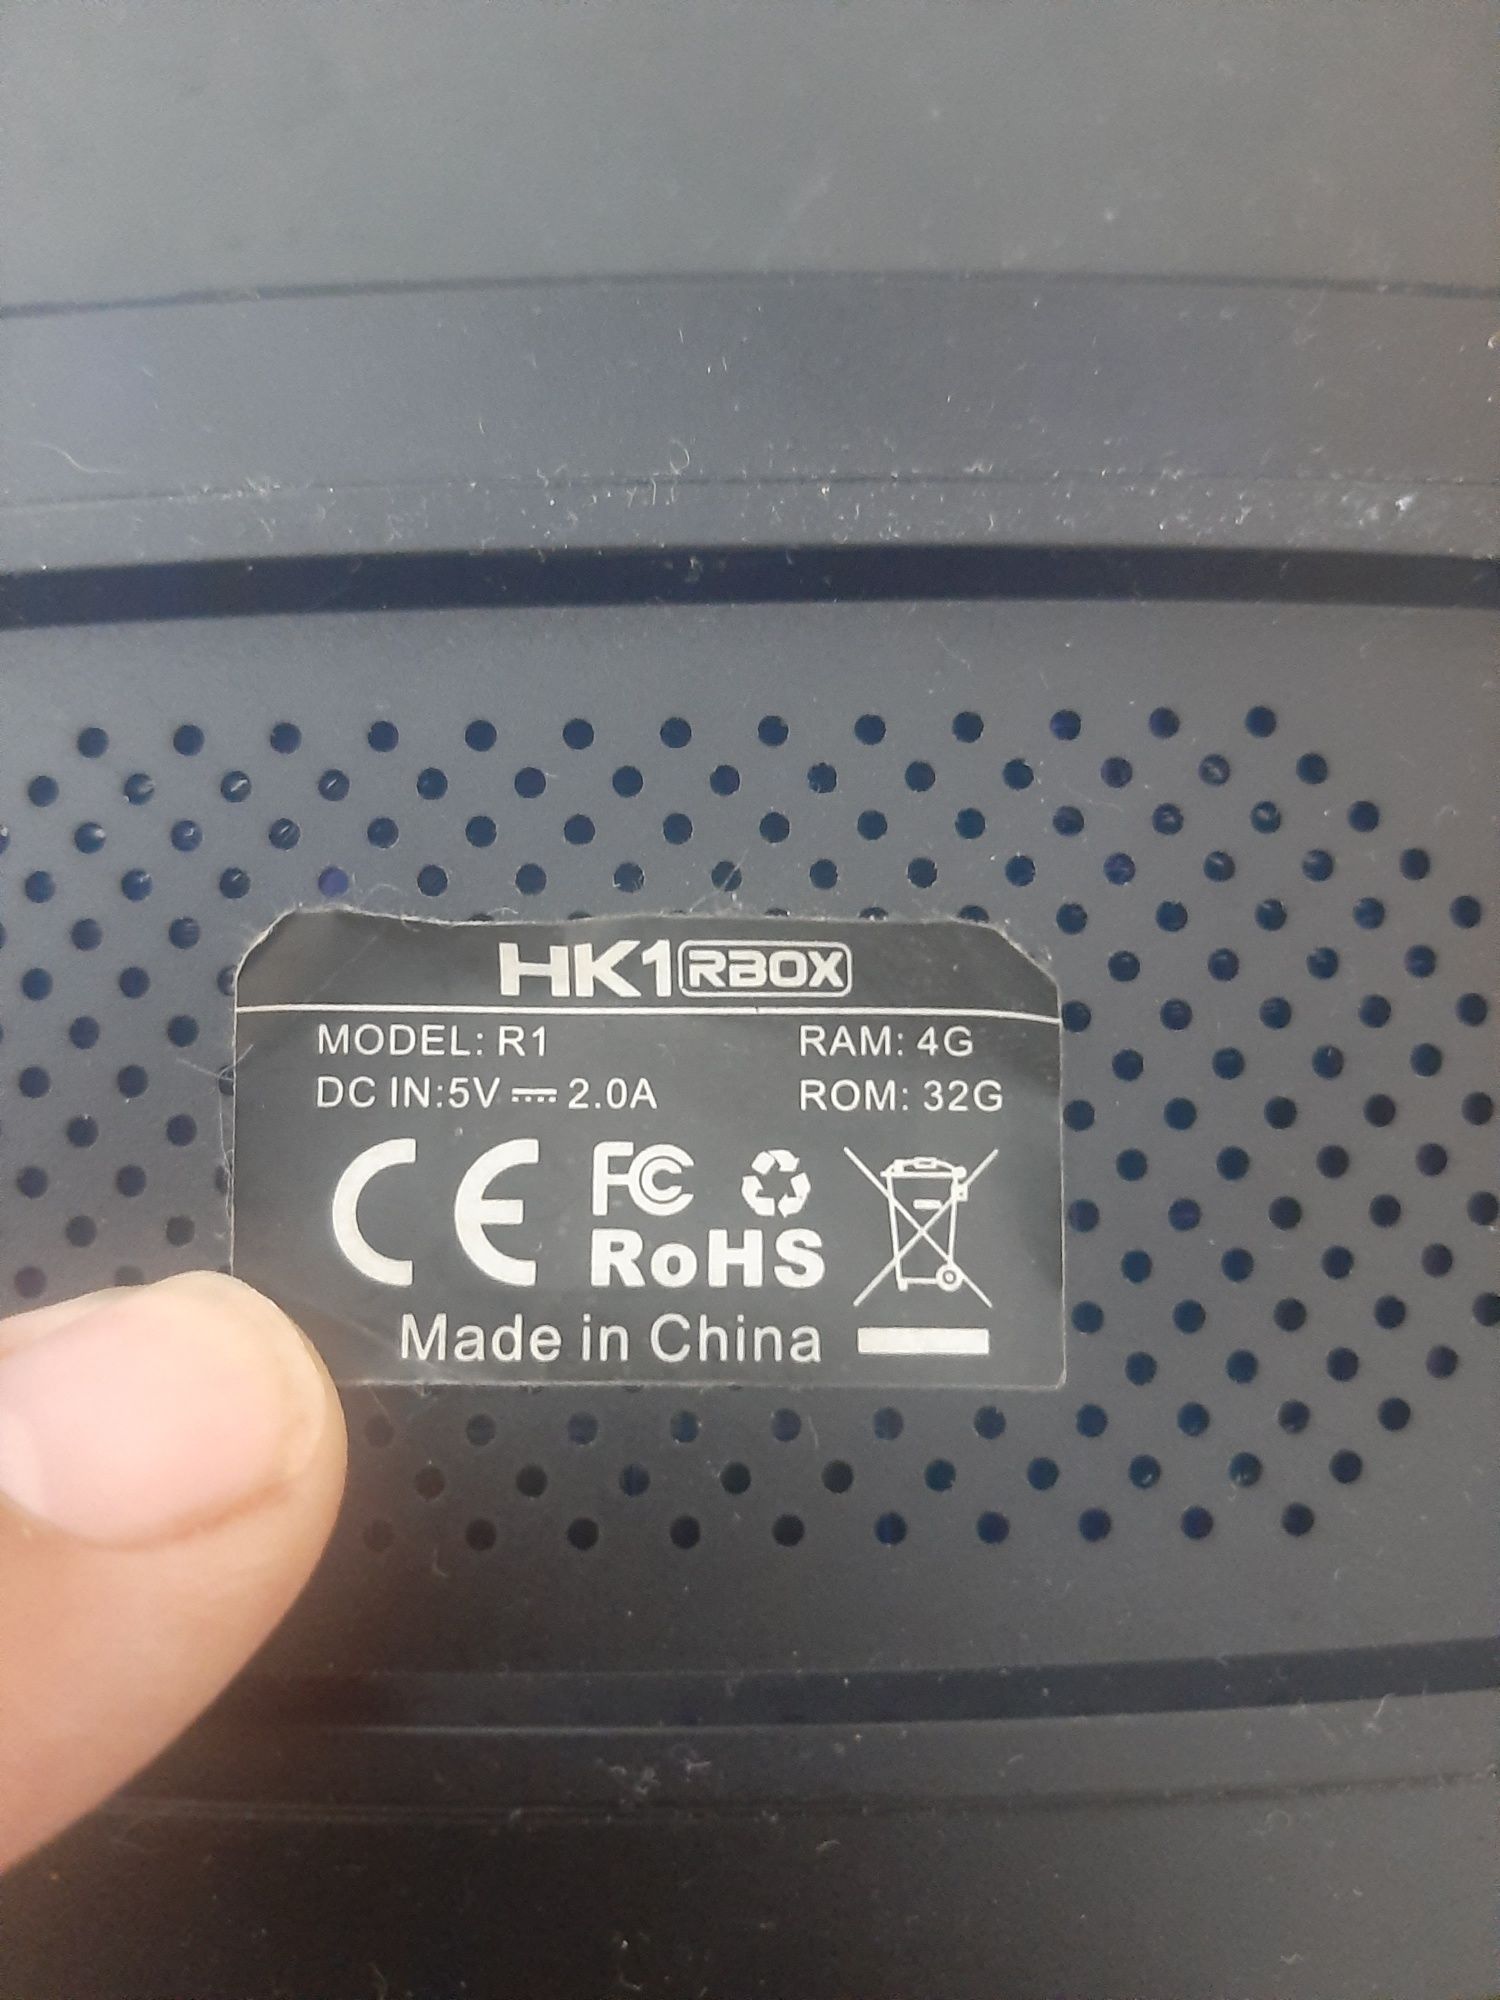 HK1 RBOX
MODEL: R1 RAM: 4G
DC IN:5V ⎓ 2.0A ROM: 32G
CE FC
RoHS
Made in China